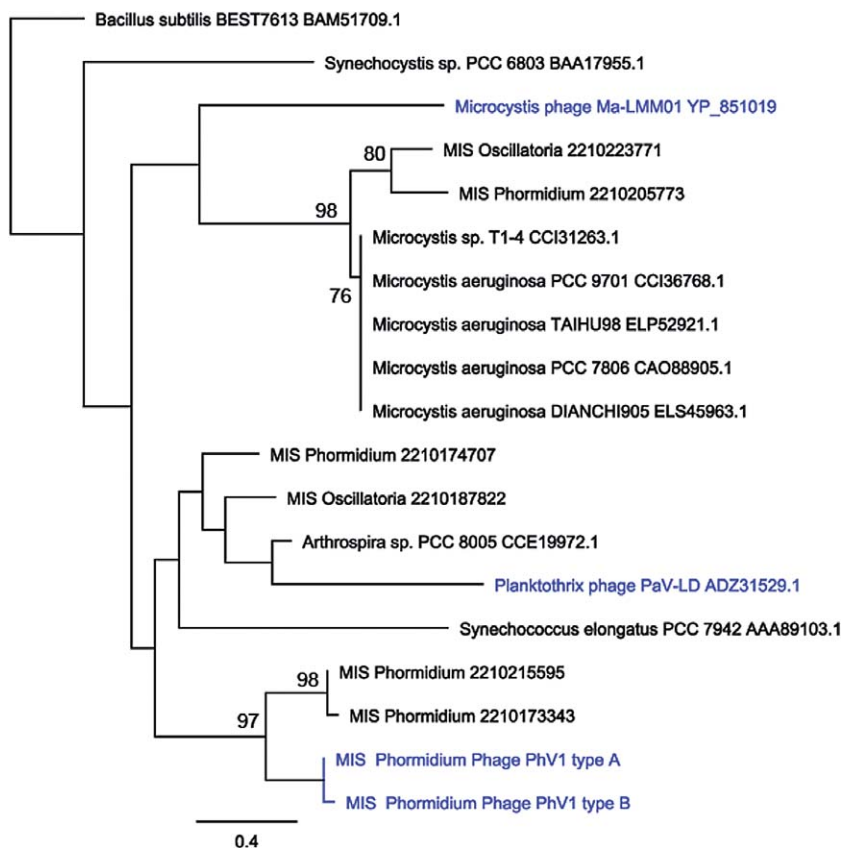 Bacillus subtilis BEST7613 BAM51709.1
Synechocystis sp. PCC 6803 BAA17955.1
Microcystis phage Ma-LMM01 YP_851019
80
MIS Oscillatoria 2210223771
MIS Phormidium 2210205773
98
Microcystis sp. T1-4 CCI31263.1
Microcystis aeruginosa PCC 9701 CCI36768.1
76
Microcystis aeruginosa TAIHU98 ELP52921.1
Microcystis aeruginosa PCC 7806 CAO88905.1
Microcystis aeruginosa DIANCHI905 ELS45963.1
MIS Phormidium 2210174707
MIS Oscillatoria 2210187822
Arthrospira sp. PCC 8005 CCE19972.1
Planktothrix phage PaV-LD ADZ31529.1
Synechococcus elongatus PCC 7942 AAA89103.1
98
MIS Phormidium 2210215595
MIS Phormidium 2210173343
97
MIS Phormidium Phage PhV1 type A
MIS Phormidium Phage PhV1 type B
0.4